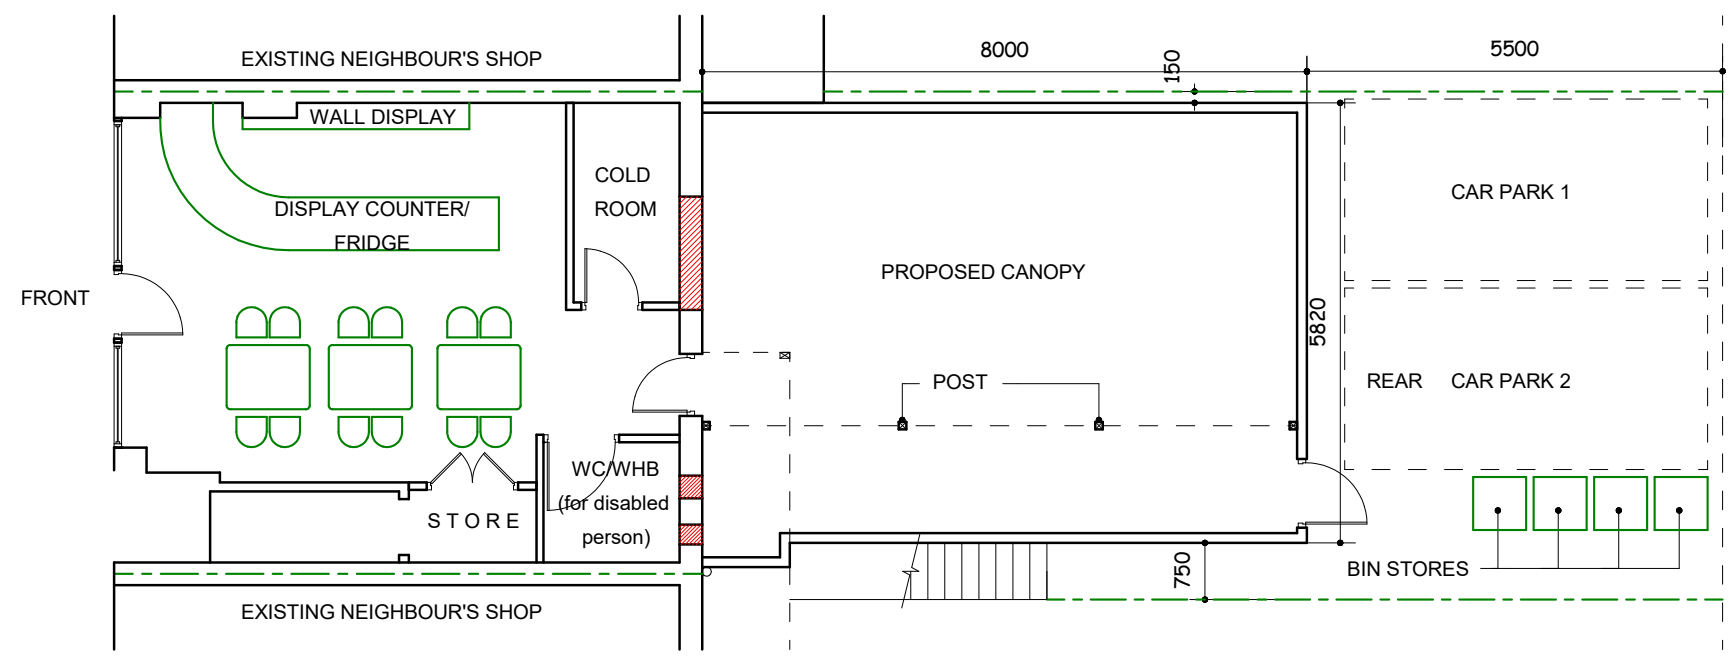 EXISTING NEIGHBOUR'S SHOP
8000
150
5500
WALL DISPLAY
COLD
ROOM
CAR PARK 1
DISPLAY COUNTER/
FRIDGE
PROPOSED CANOPY
FRONT
5820
POST
REAR
CAR PARK 2
WC/WHB
(for disabled
person)
STORE
750
BIN STORES
EXISTING NEIGHBOUR'S SHOP